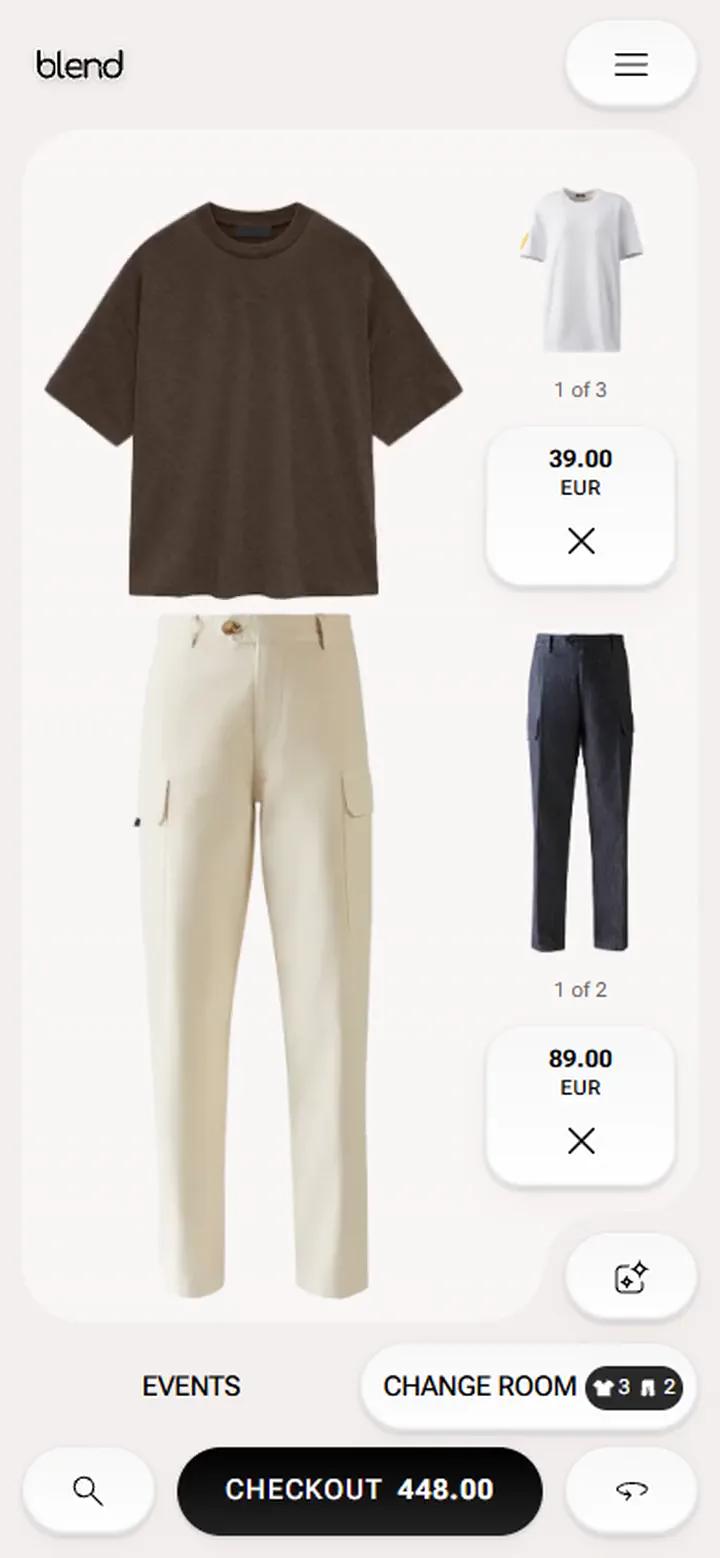 blend
1 of 3
39.00
EUR
1 of 2
89.00
EUR
EVENTS
CHANGE ROOM 3 2
CHECKOUT 448.00